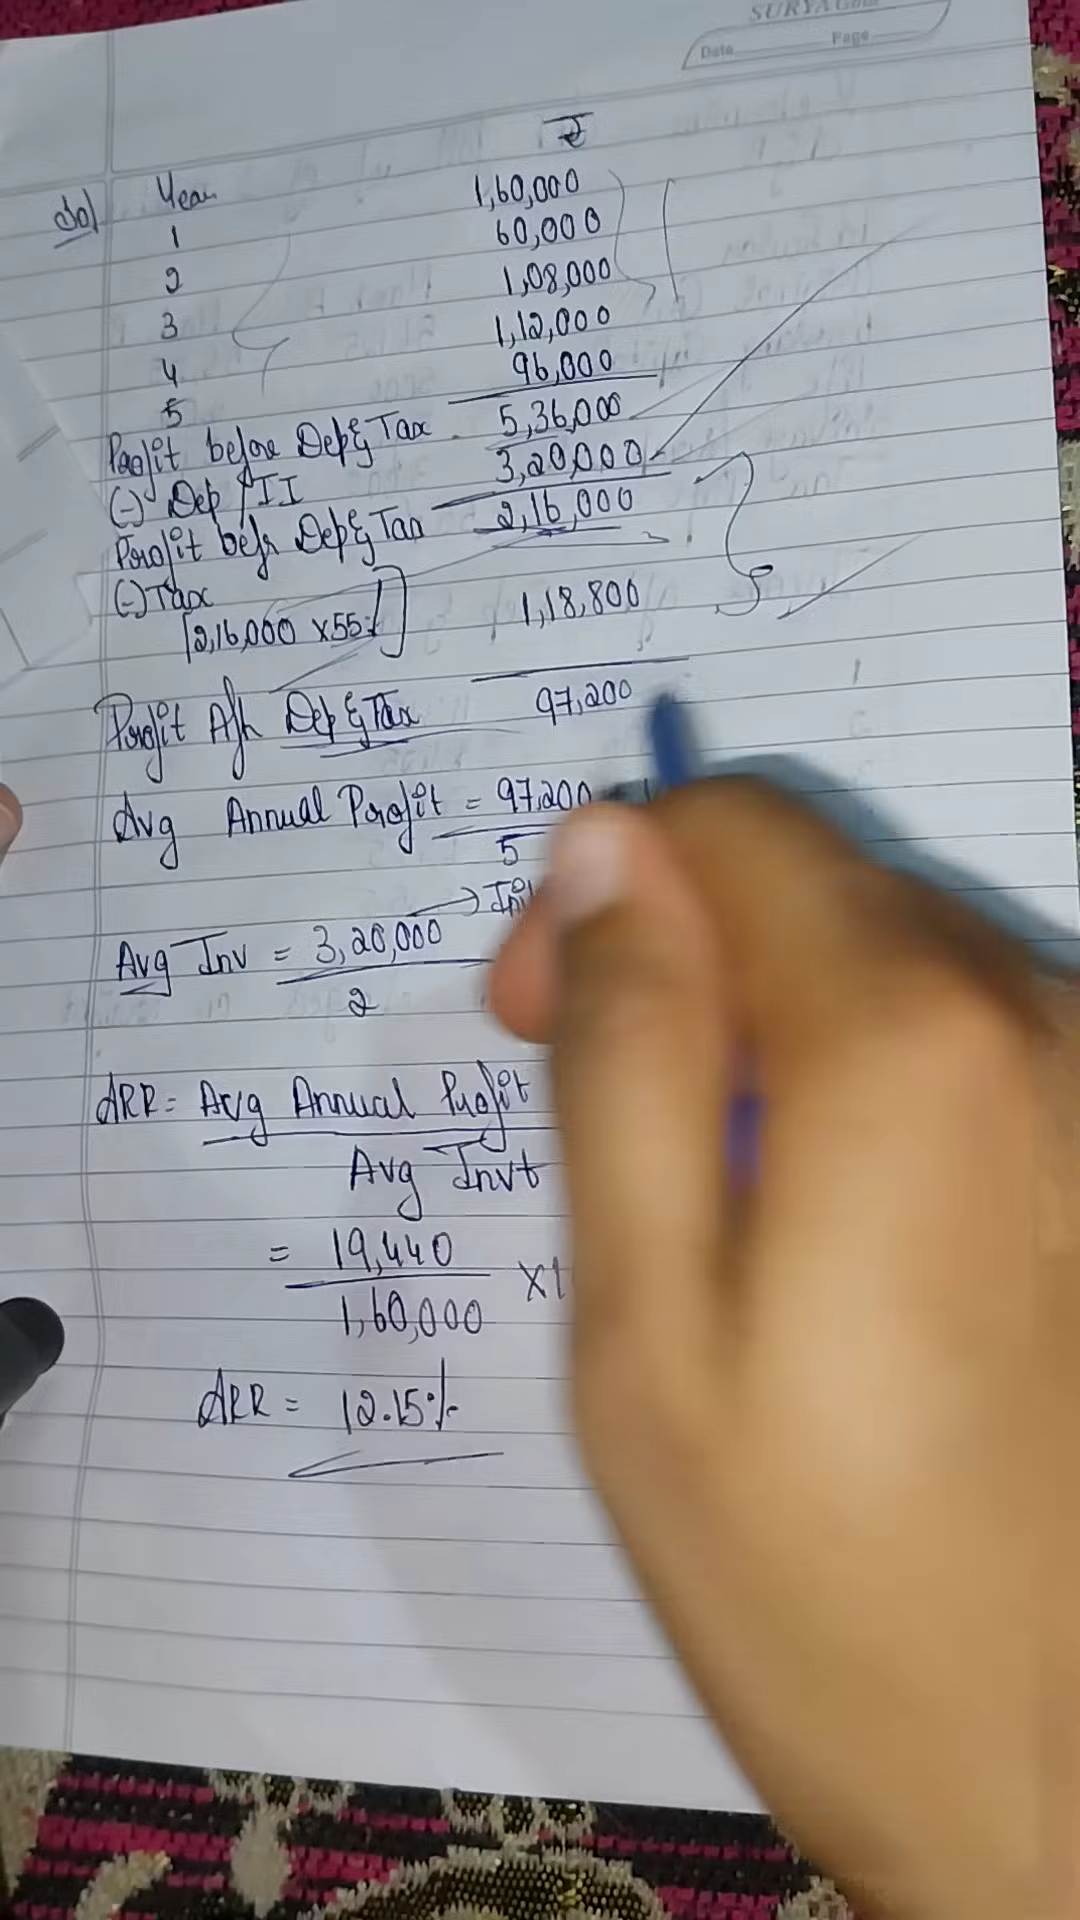 Date Page
₹
Sol Year 1,60,000
1 60,000
2 1,08,000
3 1,12,000
4 96,000
5 5,36,000
Profit before Dep & Tax 3,20,000
(-) Dep / II 2,16,000
Profit befr Dep & Tax
(-) Tax 1,18,800
[2,16,000 x 55%]
Profit Aft Dep & Tax 97,200
Avg Annual Profit = 97,200
5
Avg Inv = 3,20,000
2
ARR = Avg Annual Profit
Avg Invt
= 19,440 x1
1,60,000
ARR = 12.15%